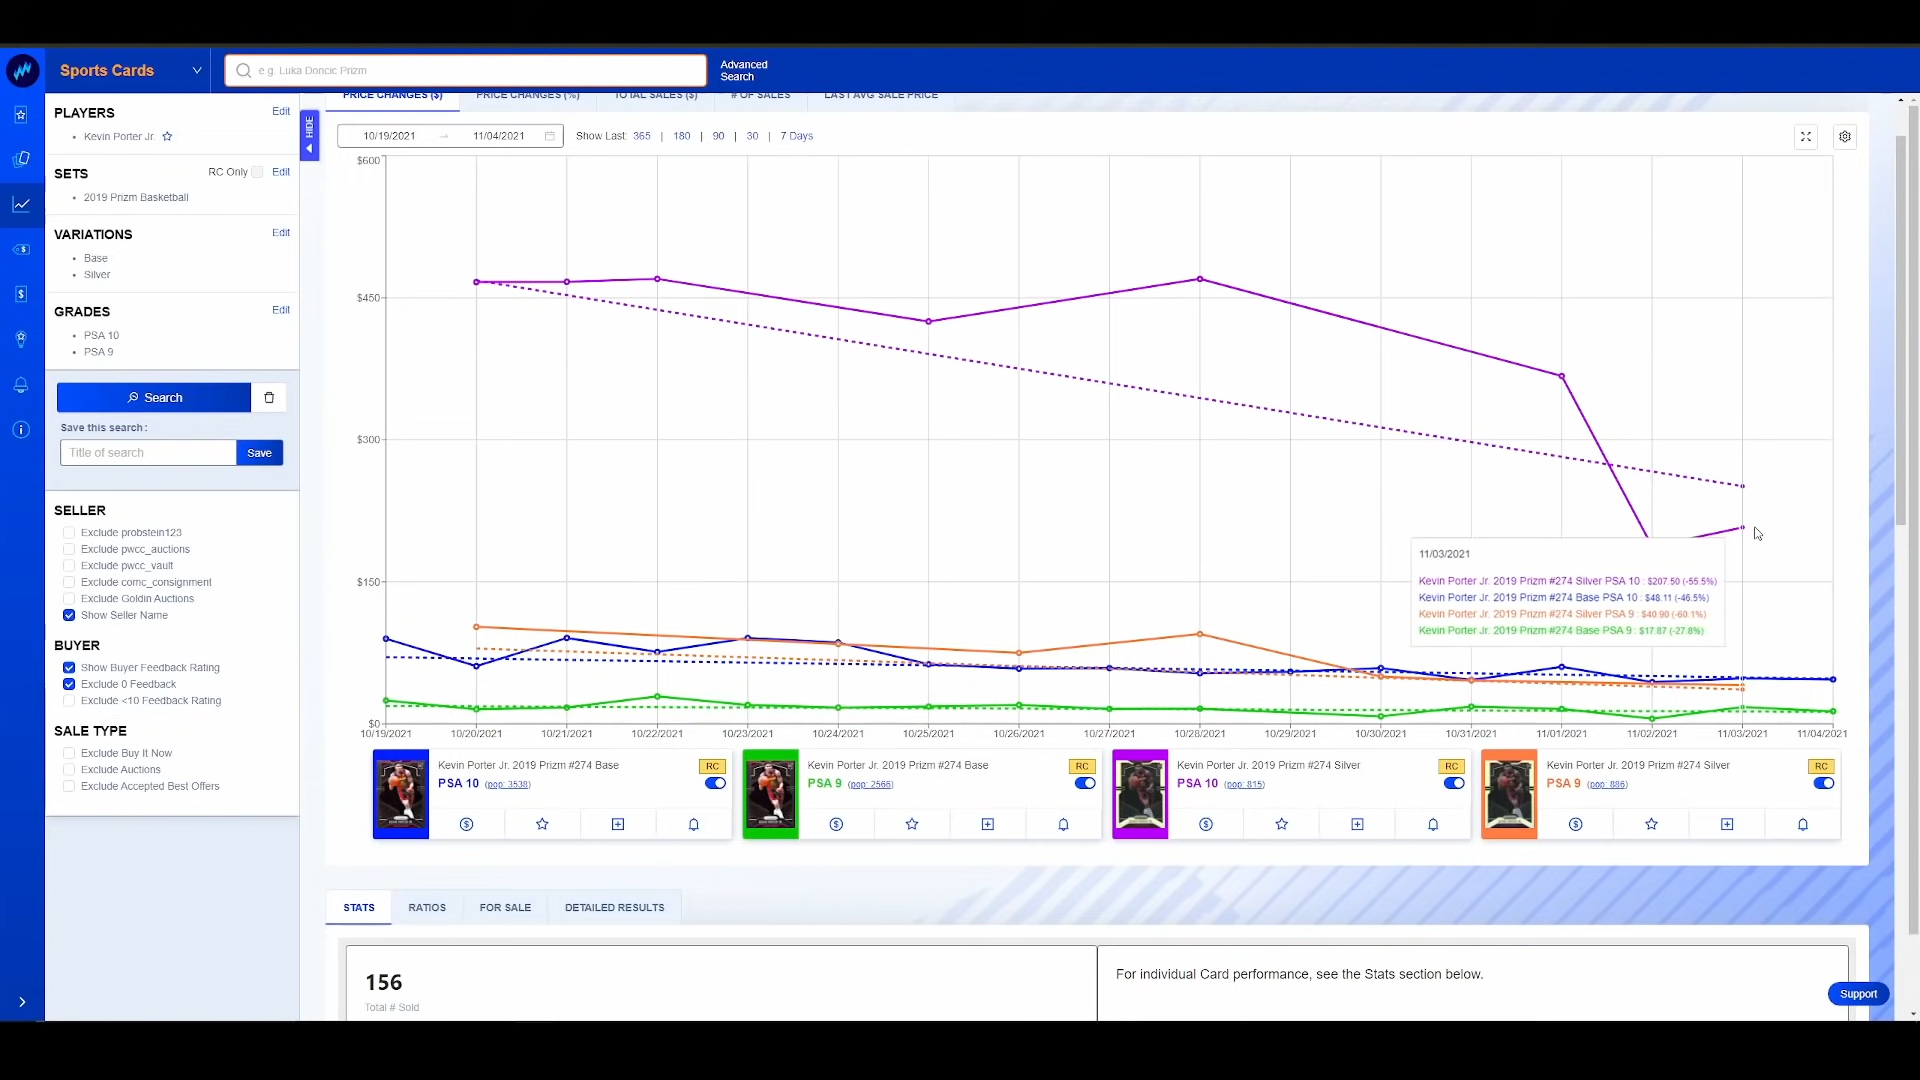 Sports Cards
e.g. Luka Doncic Prizm
Advanced
Search
PRICE CHANGES ($)
PRICE CHANGES (%)
TOTAL SALES ($)
# OF SALES
LAST AVG SALE PRICE
PLAYERS
Edit
Kevin Porter Jr.
SETS
RC Only
Edit
2019 Prizm Basketball
VARIATIONS
Edit
Base
Silver
GRADES
Edit
PSA 10
PSA 9
Search
Save this search:
Title of search
Save
SELLER
Exclude probstein123
Exclude pwcc_auctions
Exclude pwcc_vault
Exclude comc_consignment
Exclude Goldin Auctions
Show Seller Name
BUYER
Show Buyer Feedback Rating
Exclude 0 Feedback
Exclude <10 Feedback Rating
SALE TYPE
Exclude Buy It Now
Exclude Auctions
Exclude Accepted Best Offers
HIDE
10/19/2021
11/04/2021
Show Last: 365 | 180 | 90 | 30 | 7 Days
$600
$450
$300
$150
$0
11/03/2021
Kevin Porter Jr. 2019 Prizm #274 Silver PSA 10 : $207.50 (-55.5%)
Kevin Porter Jr. 2019 Prizm #274 Base PSA 10 : $48.11 (-46.5%)
Kevin Porter Jr. 2019 Prizm #274 Silver PSA 9 : $40.90 (-60.1%)
Kevin Porter Jr. 2019 Prizm #274 Base PSA 9 : $17.87 (-27.8%)
10/19/2021 10/20/2021 10/21/2021 10/22/2021 10/23/2021 10/24/2021 10/25/2021 10/26/2021 10/27/2021 10/28/2021 10/29/2021 10/30/2021 10/31/2021 11/01/2021 11/02/2021 11/03/2021 11/04/2021
Kevin Porter Jr. 2019 Prizm #274 Base
RC
PSA 10 (pop: 3538)
Kevin Porter Jr. 2019 Prizm #274 Base
RC
PSA 9 (pop: 2566)
Kevin Porter Jr. 2019 Prizm #274 Silver
RC
PSA 10 (pop: 815)
Kevin Porter Jr. 2019 Prizm #274 Silver
RC
PSA 9 (pop: 886)
STATS
RATIOS
FOR SALE
DETAILED RESULTS
156
Total # Sold
For individual Card performance, see the Stats section below.
Support